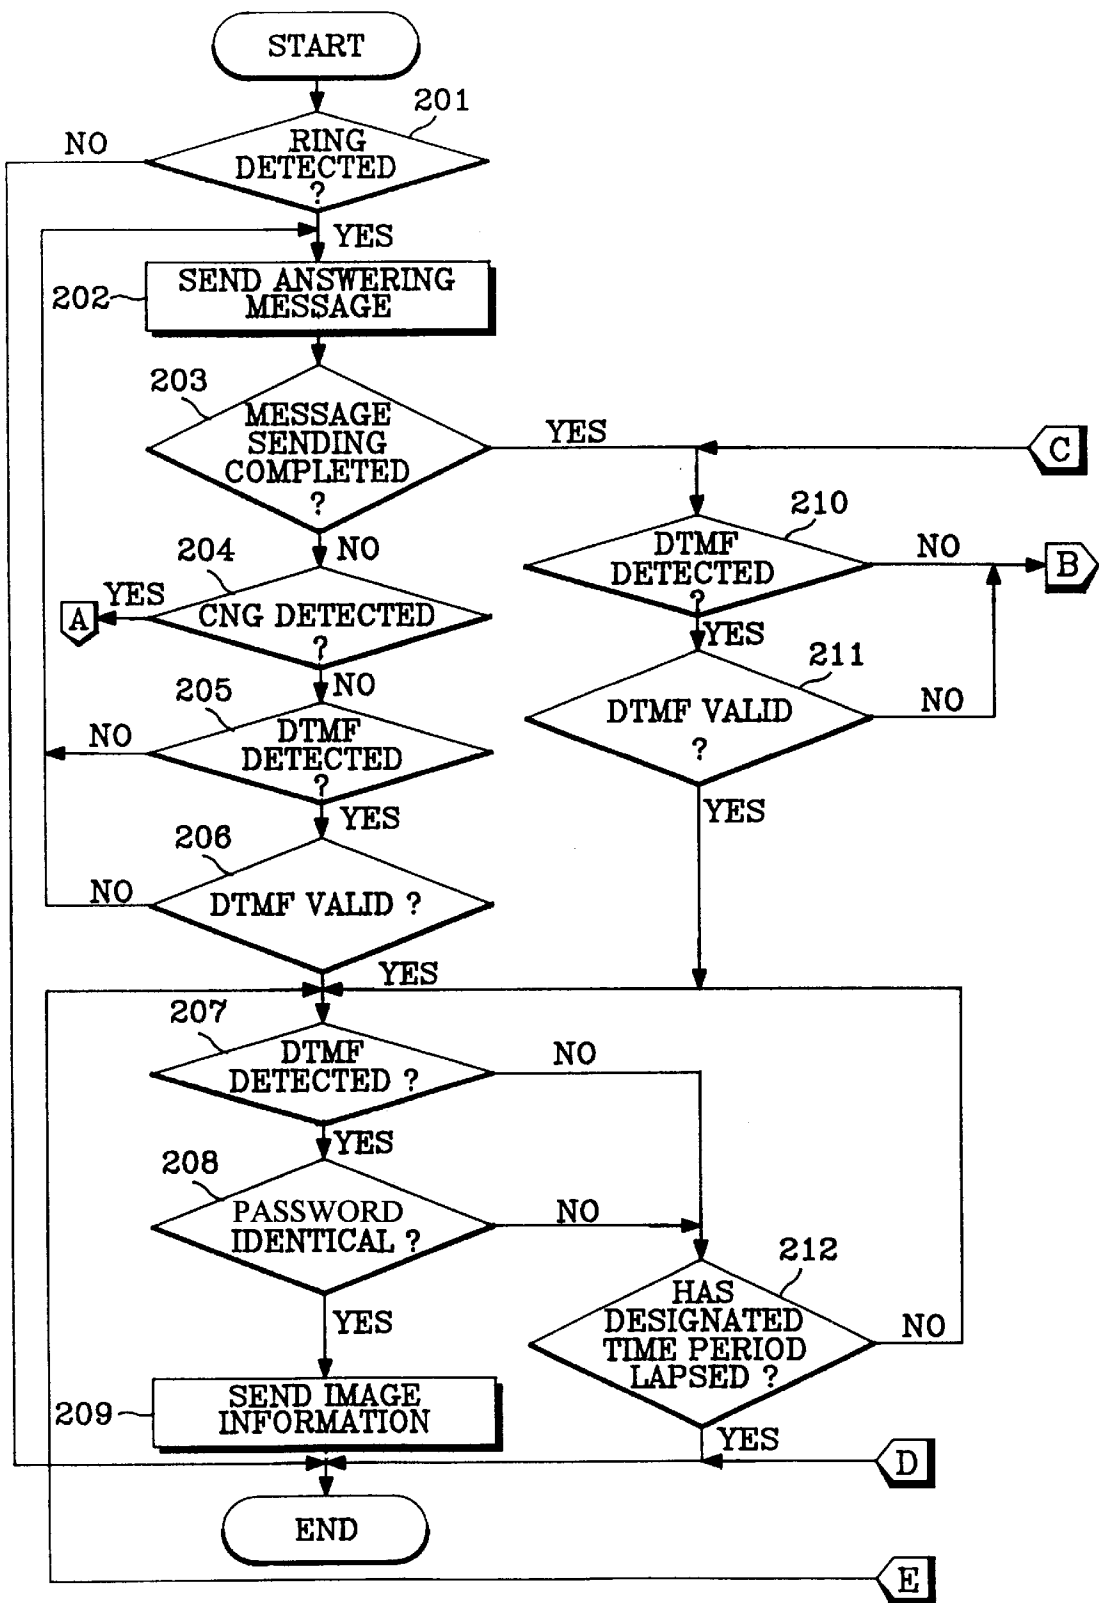 START
201
NO
RING
DETECTED
?
YES
SEND ANSWERING
MESSAGE
202
203
MESSAGE
SENDING
COMPLETED
?
YES
C
NO
204
CNG DETECTED
?
YES
A
210
DTMF
DETECTED
?
NO
B
YES
NO
205
DTMF
DETECTED
?
NO
211
DTMF VALID
?
NO
YES
YES
206
DTMF VALID ?
NO
YES
207
DTMF
DETECTED ?
NO
YES
208
PASSWORD
IDENTICAL ?
NO
212
HAS
DESIGNATED
TIME PERIOD
LAPSED ?
NO
YES
209
SEND IMAGE
INFORMATION
YES
D
END
E